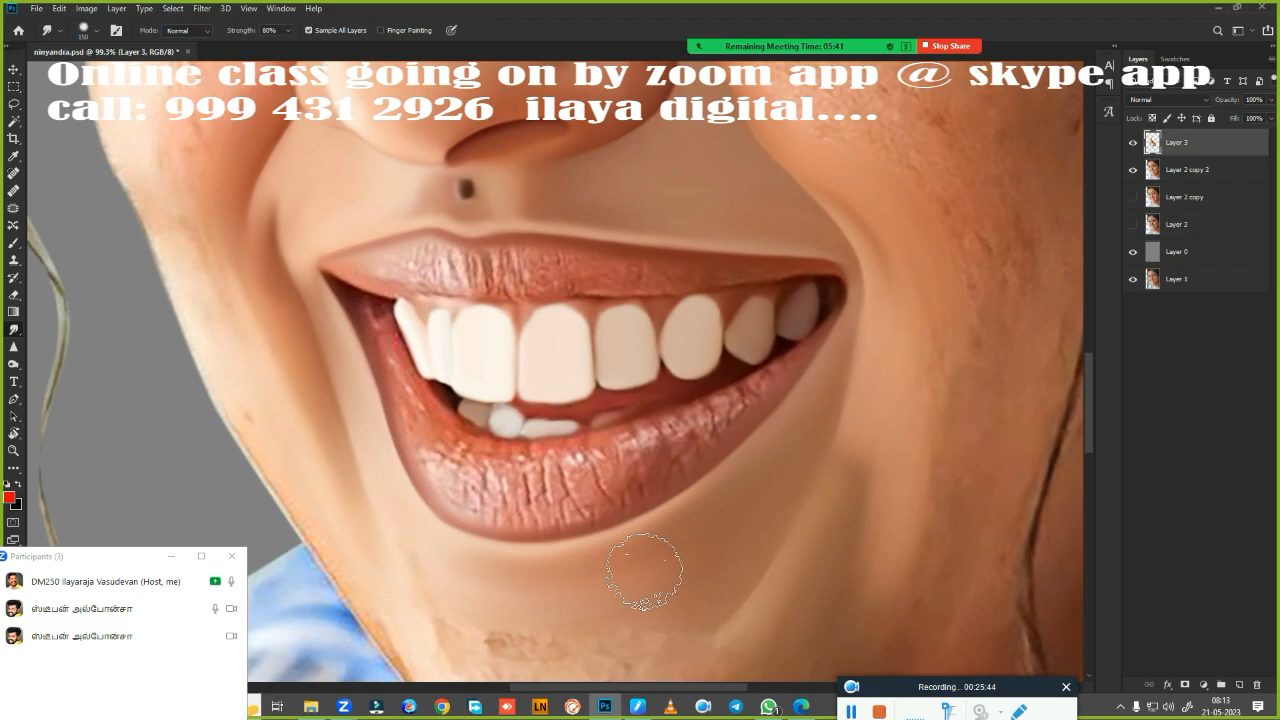 File Edit Image Layer Type Select Filter 3D View Window Help
150 Mode: Normal Strength: 80% Sample All Layers Finger Painting
ninyandra.psd @ 99.3% (Layer 3, RGB/8) *
Remaining Meeting Time: 05:41 Stop Share
Online class going on by zoom app @ skype app
call: 999 431 2926 ilaya digital....
Layers Swatches
Normal Opacity: 100%
Lock: Fill: 100%
Layer 3
Layer 2 copy 2
Layer 2 copy
Layer 2
Layer 0
Layer 1
Participants (3)
DM250 Ilayaraja Vasudevan (Host, me)
ஸ்டீபன் அல்போன்சா
ஸ்டீபன் அல்போன்சா
Recording... 00:25:44
08:13
21-05-2023